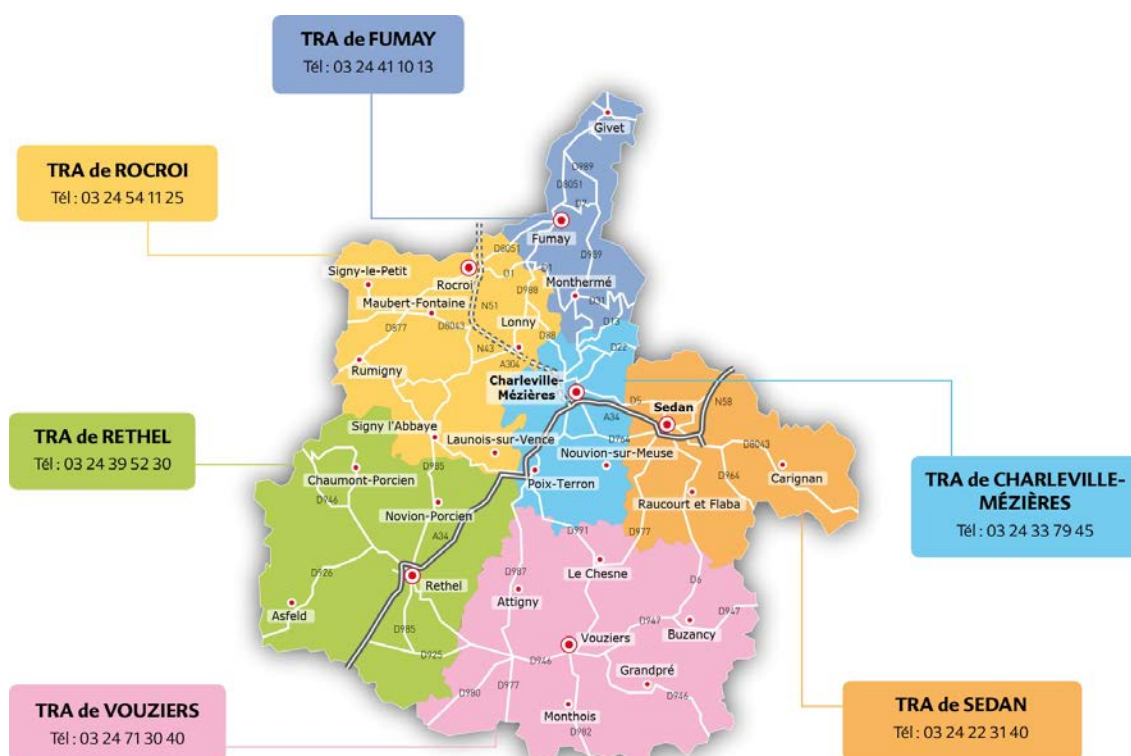 TRA de FUMAY
Tél : 03 24 41 10 13
Givet
D989
TRA de ROCROI
Tél : 03 24 54 11 25
D8051
D7
Fumay
D8051
D989
Signy-le-Petit
Rocroi
D1
D1
Monthermé
D988
D31
Maubert-Fontaine
N51
D877
D8043
Lonny
D88
D13
N43
D22
A304
Rumigny
Charleville-
Mézières
D5
N58
Sedan
A34
TRA de RETHEL
Tél : 03 24 39 52 30
Signy l'Abbaye
Launois-sur-Vence
D764
D8043
D985
Nouvion-sur-Meuse
Chaumont-Porcien
Poix-Terron
D964
Carignan
D946
Raucourt et Flaba
TRA de CHARLEVILLE-
MÉZIÈRES
Tél : 03 24 33 79 45
Novion-Porcien
A34
D991
D977
D926
Le Chesne
D987
Rethel
D6
Attigny
Asfeld
D947
D947
D985
Buzancy
Vouziers
D925
D946
Grandpré
D980
D977
D946
TRA de VOUZIERS
Tél : 03 24 71 30 40
Monthois
D982
TRA de SEDAN
Tél : 03 24 22 31 40